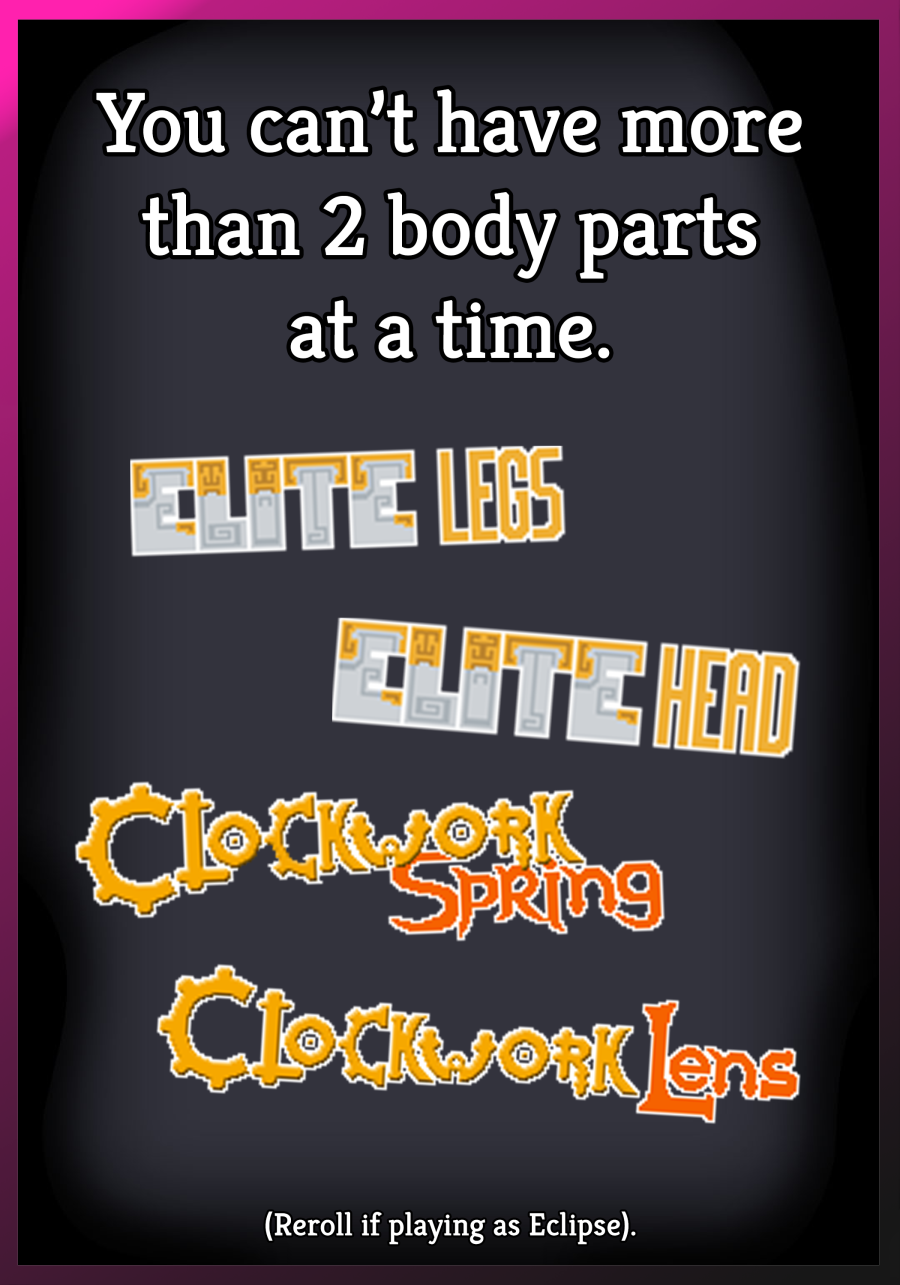 You can't have more
than 2 body parts
at a time.
ELITE LEGS
ELITE HEAD
Clockwork
Spring
Clockwork Lens
(Reroll if playing as Eclipse).